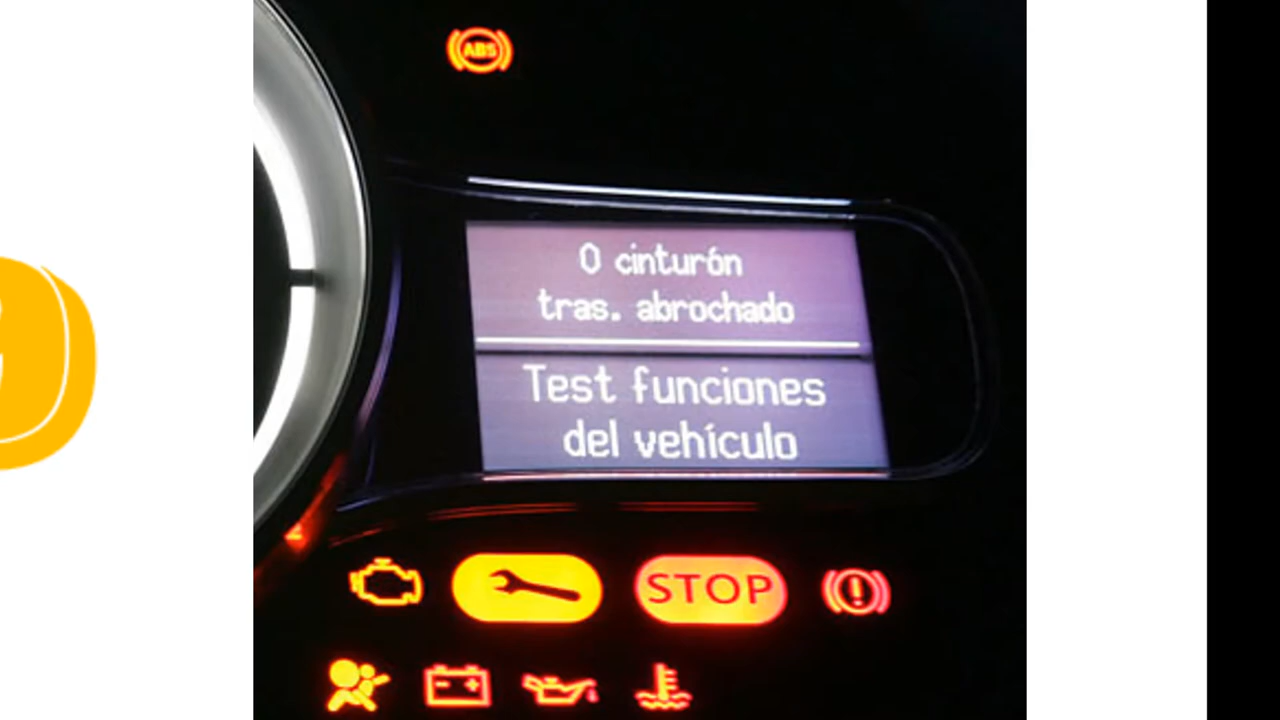 ABS
0 cinturón
tras. abrochado
Test funciones
del vehículo
STOP